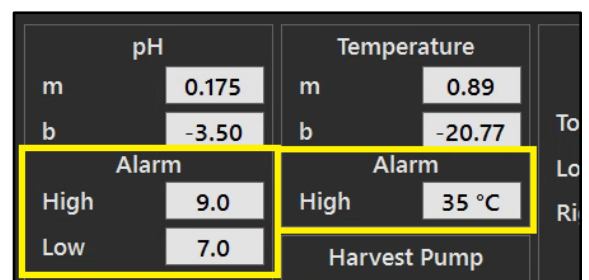 pH
m 0.175
b -3.50
Alarm
High 9.0
Low 7.0
Temperature
m 0.89
b -20.77
Alarm
High 35 °C
Harvest Pump